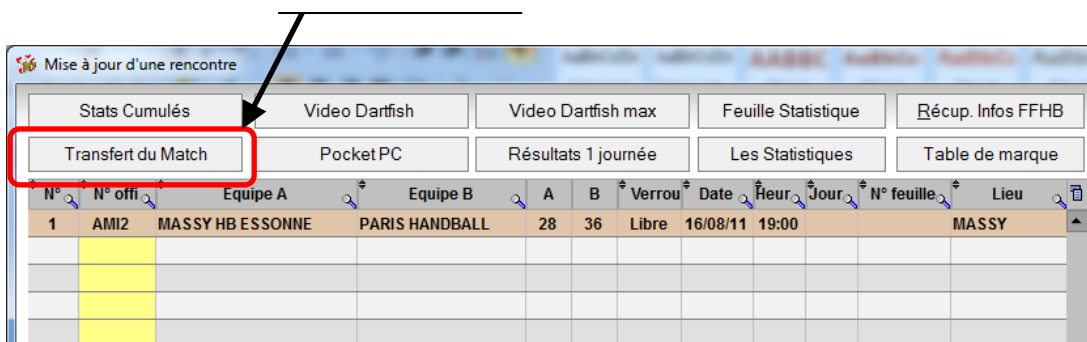 Mise à jour d'une rencontre
Stats Cumulés Video Dartfish Video Dartfish max Feuille Statistique Récup. Infos FFHB
Transfert du Match Pocket PC Résultats 1 journée Les Statistiques Table de marque
N° N° offi Equipe A Equipe B A B Verrou Date Heur Jour N° feuille Lieu
1 AMI2 MASSY HB ESSONNE PARIS HANDBALL 28 36 Libre 16/08/11 19:00 MASSY